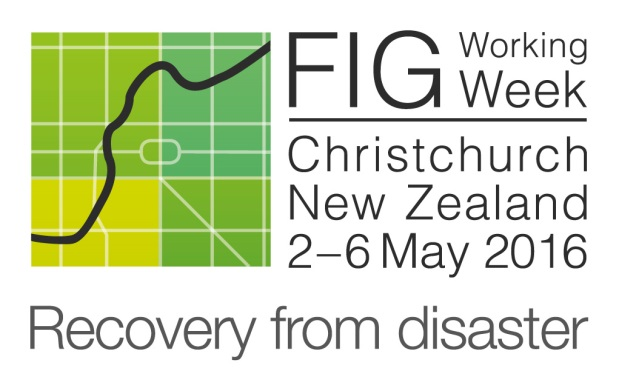 FIG Working Week
Christchurch
New Zealand
2–6 May 2016
Recovery from disaster